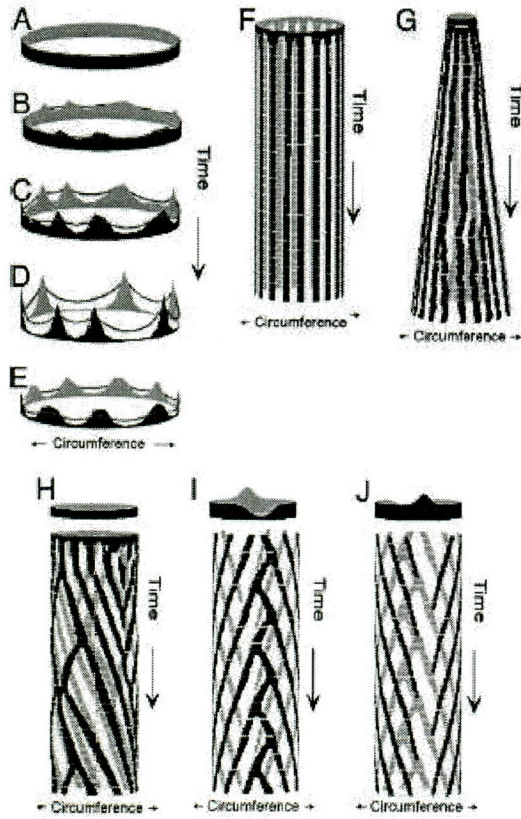 A
B
C
D
E
Time
← Circumference →
F
Time
← Circumference →
G
Time
← Circumference →
H
Time
← Circumference →
I
Time
← Circumference →
J
Time
← Circumference →